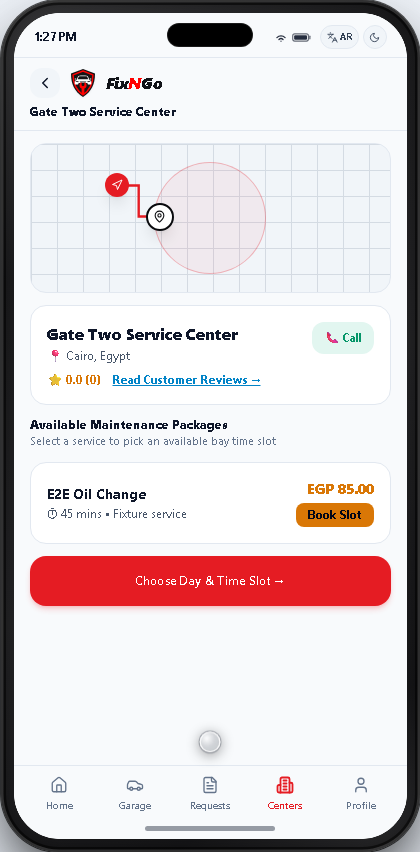 1:27 PM
AR
FixNGo
Gate Two Service Center
Gate Two Service Center
Call
Cairo, Egypt
0.0 (0) Read Customer Reviews →
Available Maintenance Packages
Select a service to pick an available bay time slot
E2E Oil Change
EGP 85.00
45 mins • Fixture service
Book Slot
Choose Day & Time Slot →
Home
Garage
Requests
Centers
Profile